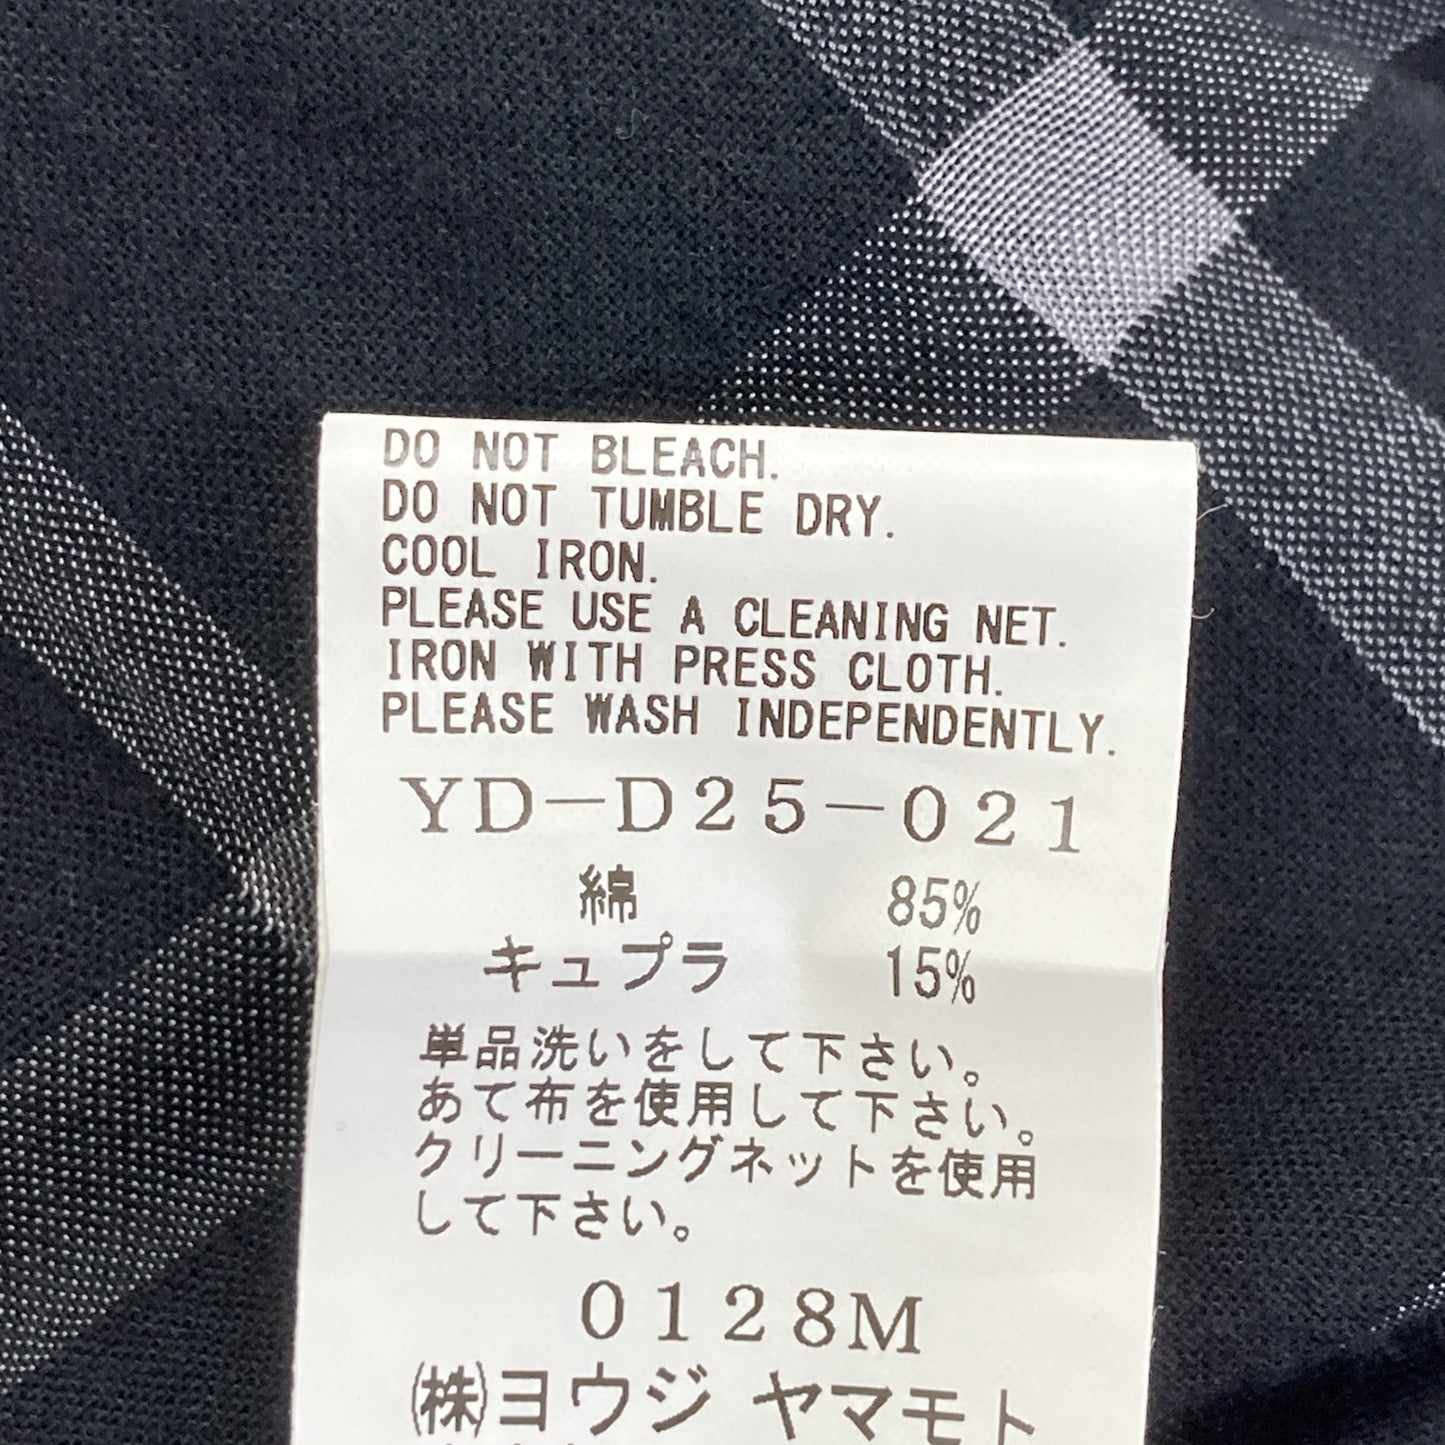 DO NOT BLEACH.
DO NOT TUMBLE DRY.
COOL IRON.
PLEASE USE A CLEANING NET.
IRON WITH PRESS CLOTH.
PLEASE WASH INDEPENDENTLY.
YD-D25-021
綿 85%
キュプラ 15%
単品洗いをして下さい。
あて布を使用して下さい。
クリーニングネットを使用
して下さい。
0128M
㈱ヨウジ ヤマモト